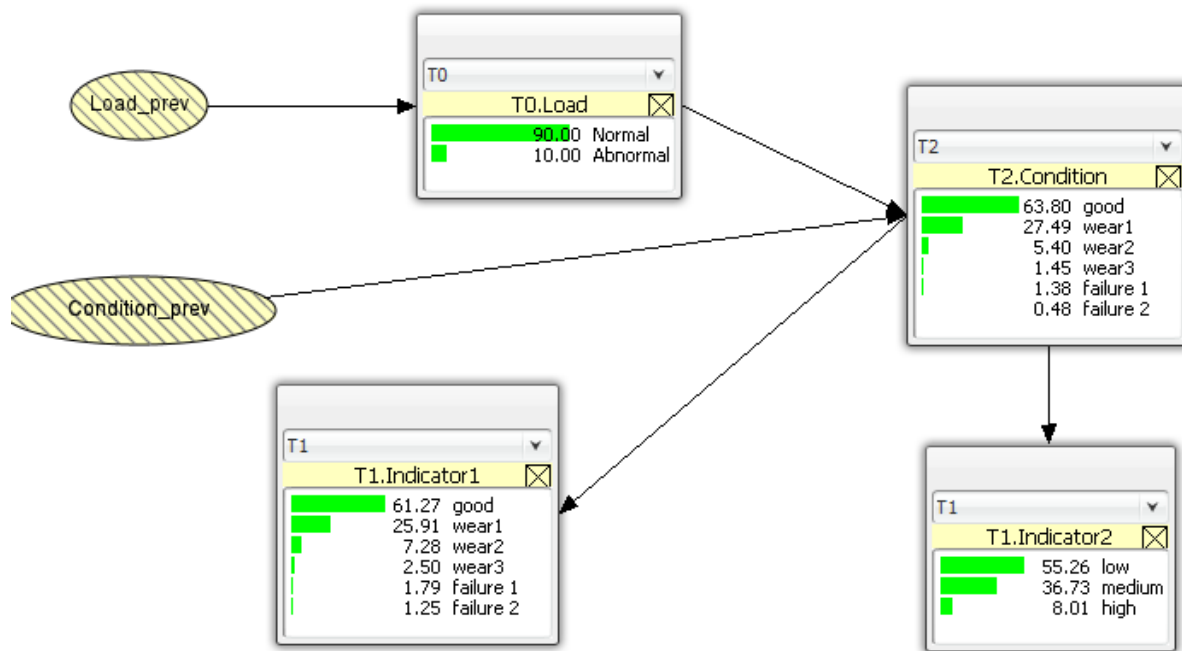 Load_prev
T0
T0.Load
90.00 Normal
10.00 Abnormal
T2
T2.Condition
63.80 good
27.49 wear1
5.40 wear2
1.45 wear3
1.38 failure 1
0.48 failure 2
Condition_prev
T1
T1.Indicator1
61.27 good
25.91 wear1
7.28 wear2
2.50 wear3
1.79 failure 1
1.25 failure 2
T1
T1.Indicator2
55.26 low
36.73 medium
8.01 high